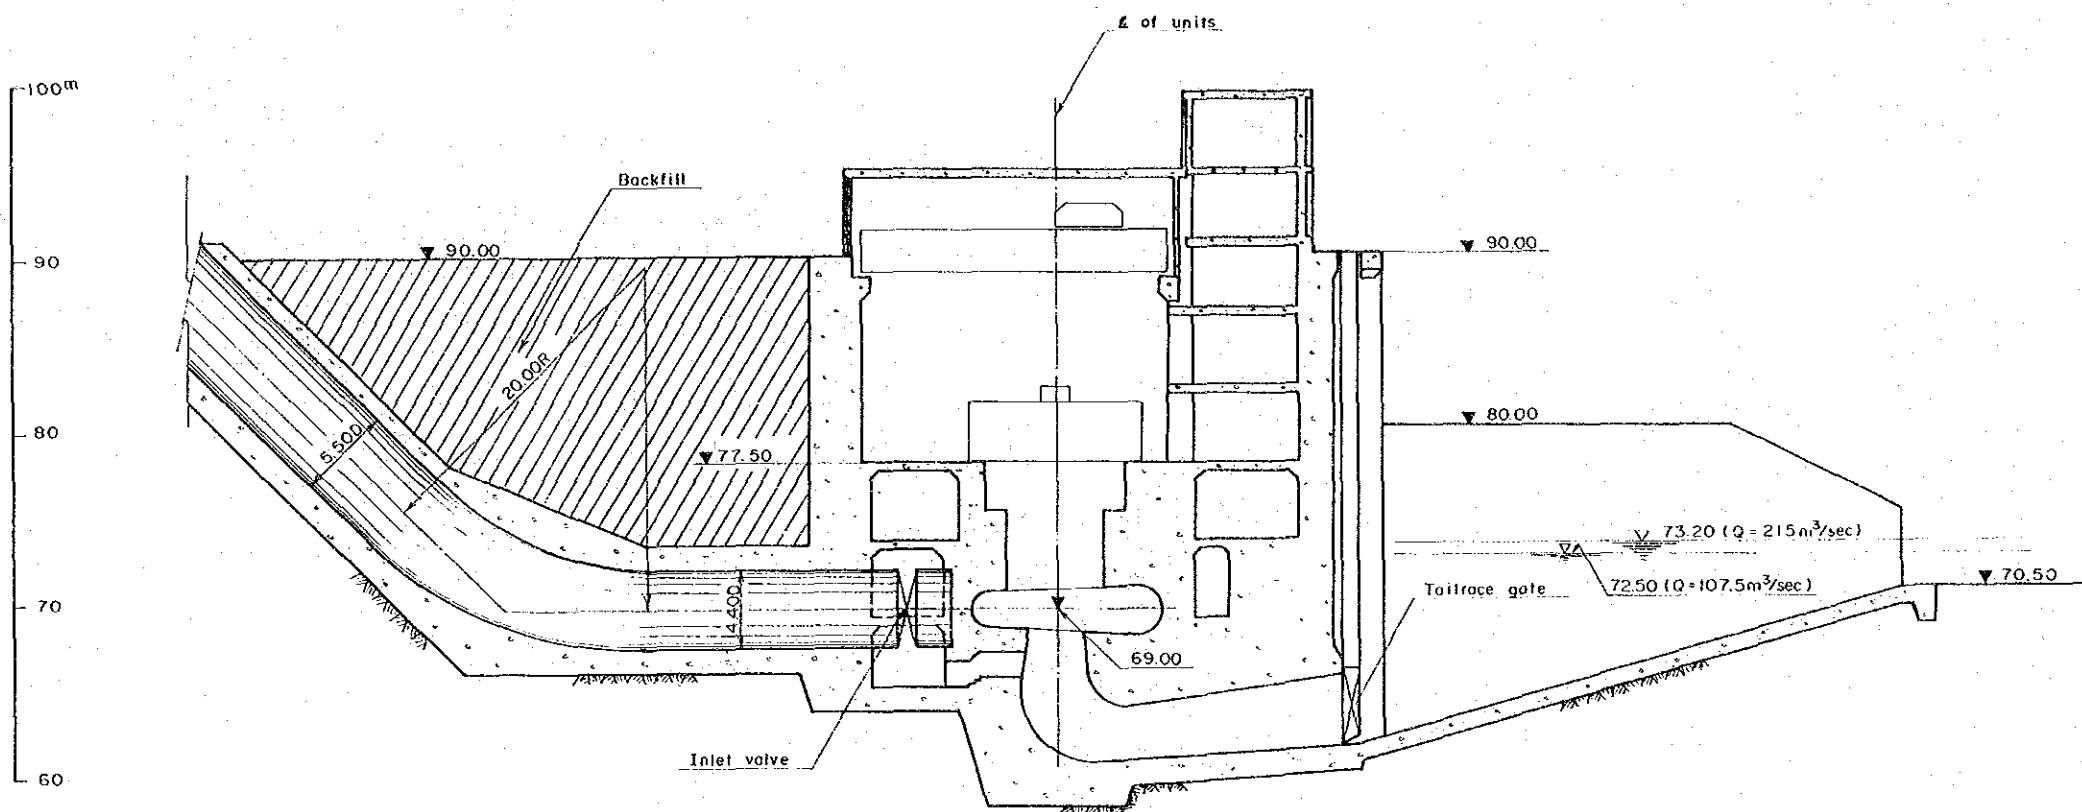 ℄ of units
100m
Backfill
90.00
90.00
90
20.00R
80.00
80
5.500
77.50
73.20 (Q=215m³/sec)
72.50 (Q=107.5m³/sec)
70.50
Tailrace gate
70
4.400
69.00
Inlet valve
60